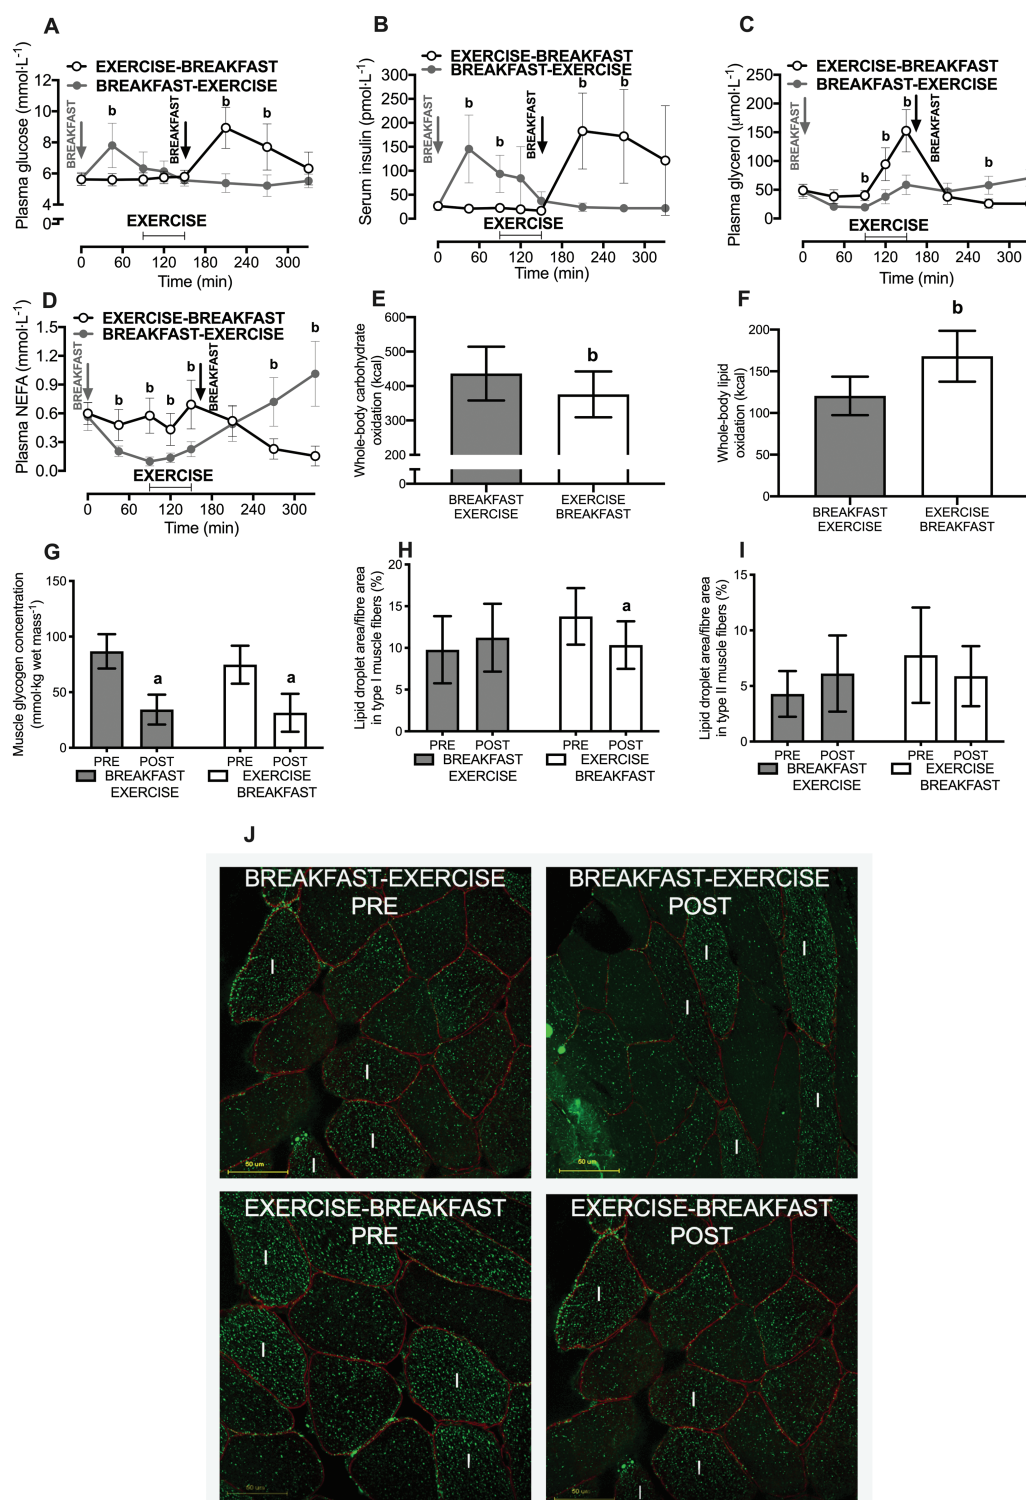 A
Plasma glucose (mmol·L⁻¹)
EXERCISE-BREAKFAST
BREAKFAST-EXERCISE
12
10
8
6
4
0
BREAKFAST
BREAKFAST
b
b
b
EXERCISE
0 60 120 180 240 300
Time (min)
B
Serum insulin (pmol·L⁻¹)
EXERCISE-BREAKFAST
BREAKFAST-EXERCISE
300
250
200
150
100
50
0
BREAKFAST
BREAKFAST
b
b
b
b
EXERCISE
0 60 120 180 240 300
Time (min)
C
Plasma glycerol (μmol·L⁻¹)
EXERCISE-BREAKFAST
BREAKFAST-EXERCISE
250
200
150
100
50
0
BREAKFAST
BREAKFAST
b
b
b
b
EXERCISE
0 60 120 180 240 300
Time (min)
D
Plasma NEFA (mmol·L⁻¹)
EXERCISE-BREAKFAST
BREAKFAST-EXERCISE
1.5
1.2
0.9
0.6
0.3
0.0
BREAKFAST
BREAKFAST
b
b
b
b
b
b
EXERCISE
0 60 120 180 240 300
Time (min)
E
Whole-body carbohydrate
oxidation (kcal)
600
500
400
300
200
0
b
BREAKFAST
EXERCISE
EXERCISE
BREAKFAST
F
Whole-body lipid
oxidation (kcal)
200
150
100
50
0
b
BREAKFAST
EXERCISE
EXERCISE
BREAKFAST
G
Muscle glycogen concentration
(mmol·kg wet mass⁻¹)
150
100
50
0
a
a
PRE POST PRE POST
BREAKFAST
EXERCISE
EXERCISE
BREAKFAST
H
Lipid droplet area/fibre area
in type I muscle fibers (%)
20
15
10
5
0
a
PRE POST PRE POST
BREAKFAST
EXERCISE
EXERCISE
BREAKFAST
I
Lipid droplet area/fibre area
in type II muscle fibers (%)
15
10
5
0
PRE POST PRE POST
BREAKFAST
EXERCISE
EXERCISE
BREAKFAST
J
BREAKFAST-EXERCISE
PRE
I
I
I
I
50 um
BREAKFAST-EXERCISE
POST
I
I
I
I
I
50 um
EXERCISE-BREAKFAST
PRE
I
I
I
I
50 um
EXERCISE-BREAKFAST
POST
I
I
I
I
50 um